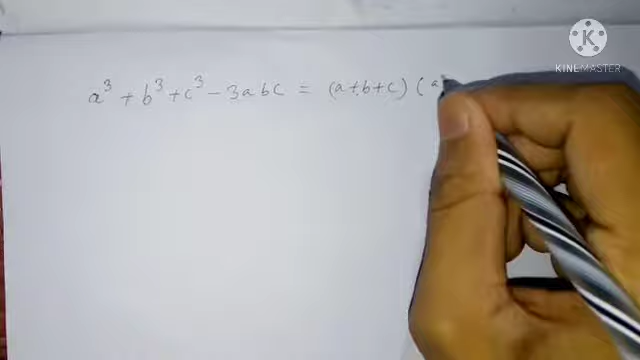 KINEMASTER
a³ + b³ + c³ - 3abc = (a+b+c) (a